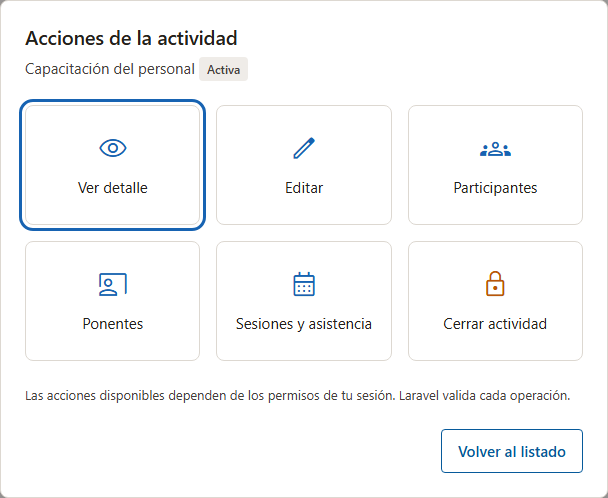 Acciones de la actividad
Capacitación del personal Activa
Ver detalle
Editar
Participantes
Ponentes
Sesiones y asistencia
Cerrar actividad
Las acciones disponibles dependen de los permisos de tu sesión. Laravel valida cada operación.
Volver al listado